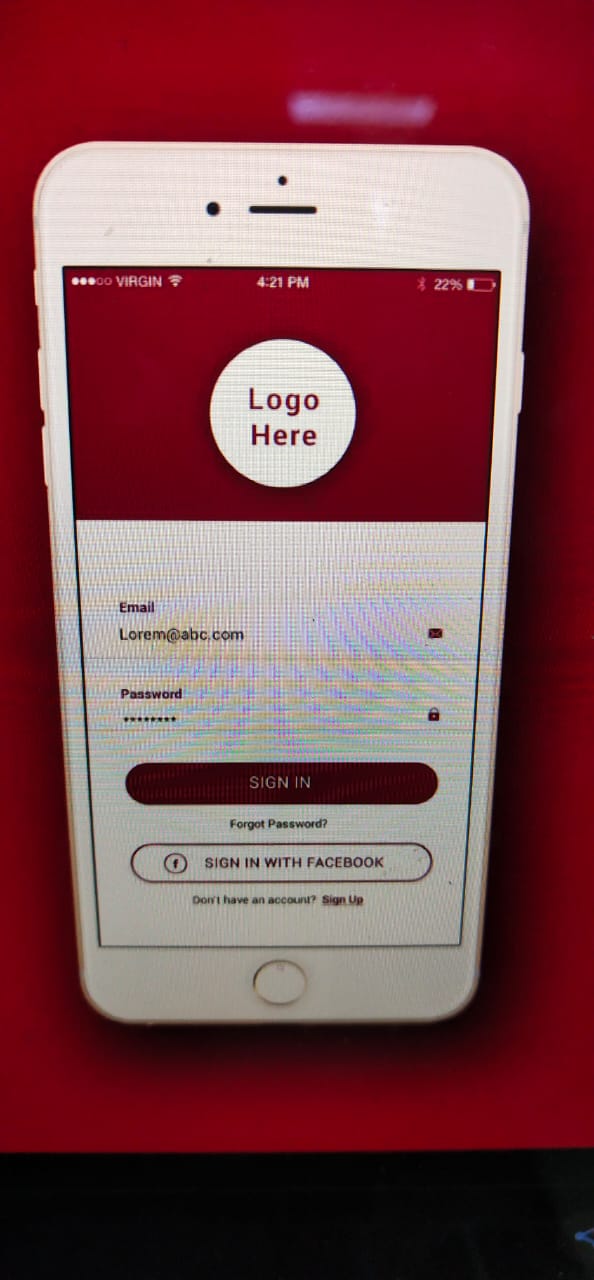 VIRGIN 4:21 PM 22%
Logo
Here
Email
Lorem@abc.com
Password
********
SIGN IN
Forgot Password?
f SIGN IN WITH FACEBOOK
Don't have an account? Sign Up